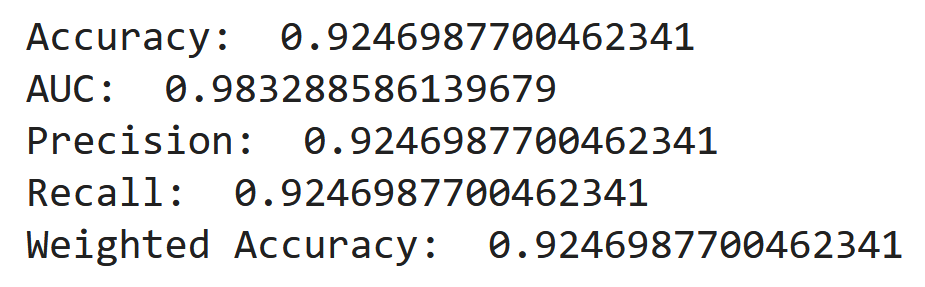 Accuracy:  0.9246987700462341
AUC:  0.983288586139679
Precision:  0.9246987700462341
Recall:  0.9246987700462341
Weighted Accuracy:  0.9246987700462341